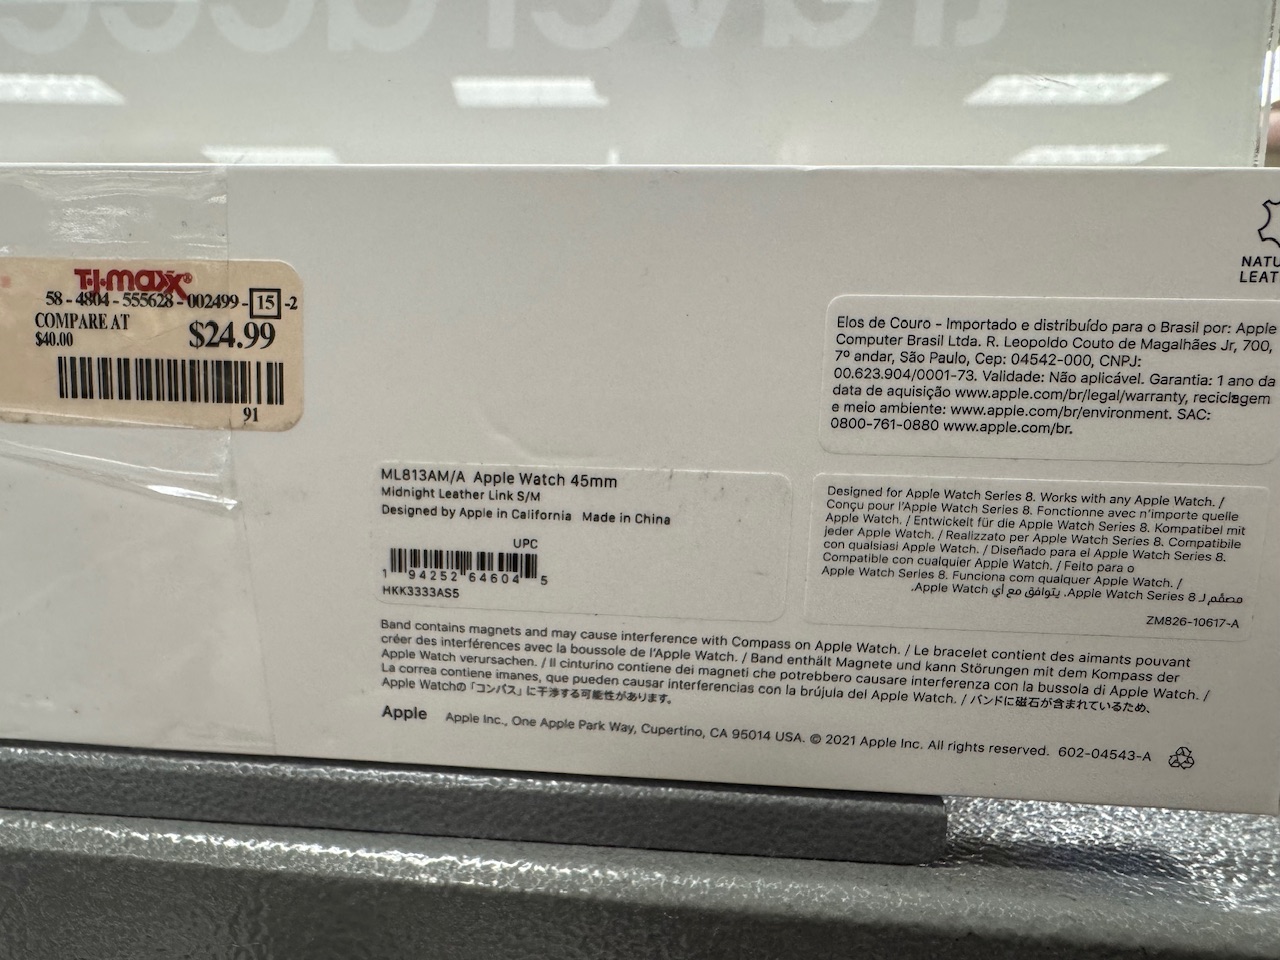 T·J·maxx®
58 - 4804 - 555628 - 002499 - 15 -2
COMPARE AT
$40.00
$24.99
91
NATU
LEAT
Elos de Couro - Importado e distribuído para o Brasil por: Apple
Computer Brasil Ltda. R. Leopoldo Couto de Magalhães Jr, 700,
7º andar, São Paulo, Cep: 04542-000, CNPJ:
00.623.904/0001-73. Validade: Não aplicável. Garantia: 1 ano da
data de aquisição www.apple.com/br/legal/warranty, reciclagem
e meio ambiente: www.apple.com/br/environment. SAC:
0800-761-0880 www.apple.com/br.
ML813AM/A Apple Watch 45mm
Midnight Leather Link S/M
Designed by Apple in California Made in China
UPC
1 94252 64604 5
HKK3333AS5
Designed for Apple Watch Series 8. Works with any Apple Watch. /
Conçu pour l'Apple Watch Series 8. Fonctionne avec n'importe quelle
Apple Watch. / Entwickelt für die Apple Watch Series 8. Kompatibel mit
jeder Apple Watch. / Realizzato per Apple Watch Series 8. Compatibile
con qualsiasi Apple Watch. / Diseñado para el Apple Watch Series 8.
Compatible con cualquier Apple Watch. / Feito para o
Apple Watch Series 8. Funciona com qualquer Apple Watch. /
مصمّم لـ Apple Watch Series 8. يتوافق مع أي Apple Watch.
ZM826-10617-A
Band contains magnets and may cause interference with Compass on Apple Watch. / Le bracelet contient des aimants pouvant
créer des interférences avec la boussole de l'Apple Watch. / Band enthält Magnete und kann Störungen mit dem Kompass der
Apple Watch verursachen. / Il cinturino contiene dei magneti che potrebbero causare interferenza con la bussola di Apple Watch. /
La correa contiene imanes, que pueden causar interferencias con la brújula del Apple Watch. / バンドに磁石が含まれているため、
Apple Watchの「コンパス」に干渉する可能性があります。
Apple Apple Inc., One Apple Park Way, Cupertino, CA 95014 USA. © 2021 Apple Inc. All rights reserved. 602-04543-A